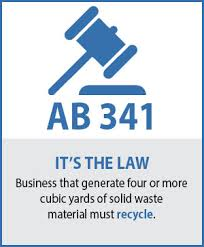 AB 341
IT'S THE LAW
Business that generate four or more
cubic yards of solid waste
material must recycle.